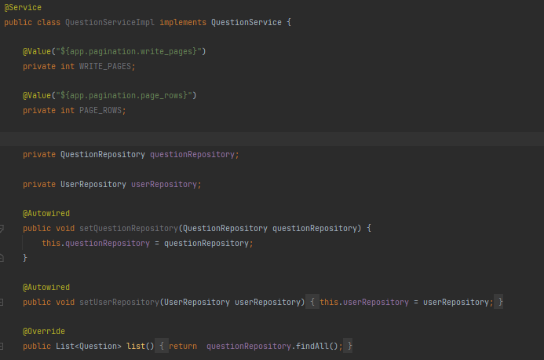 @Service
public class QuestionServiceImpl implements QuestionService {
@Value("${app.pagination.write_pages}")
private int WRITE_PAGES;
@Value("${app.pagination.page_rows}")
private int PAGE_ROWS;
private QuestionRepository questionRepository;
private UserRepository userRepository;
@Autowired
public void setQuestionRepository(QuestionRepository questionRepository) {
this.questionRepository = questionRepository;
}
@Autowired
public void setUserRepository(UserRepository userRepository) { this.userRepository = userRepository; }
@Override
public List<Question> list() { return questionRepository.findAll(); }